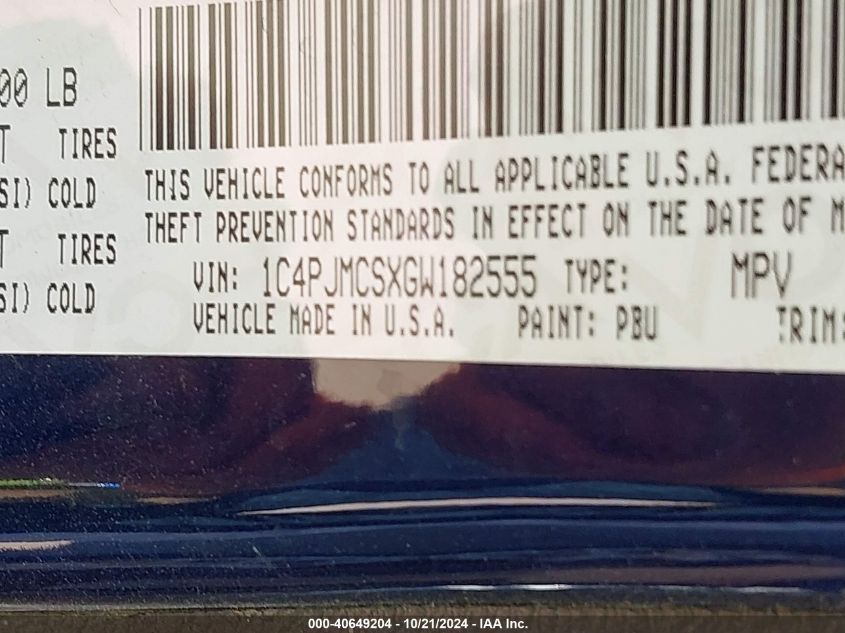 00 LB
TIRES
SI) COLD
TIRES
SI) COLD
THIS VEHICLE CONFORMS TO ALL APPLICABLE U.S.A. FEDERA
THEFT PREVENTION STANDARDS IN EFFECT ON THE DATE OF M
VIN: 1C4PJMCSXGW182555 TYPE: MPV
VEHICLE MADE IN U.S.A. PAINT: PBU TRIM:
000-40649204 - 10/21/2024 - IAA Inc.